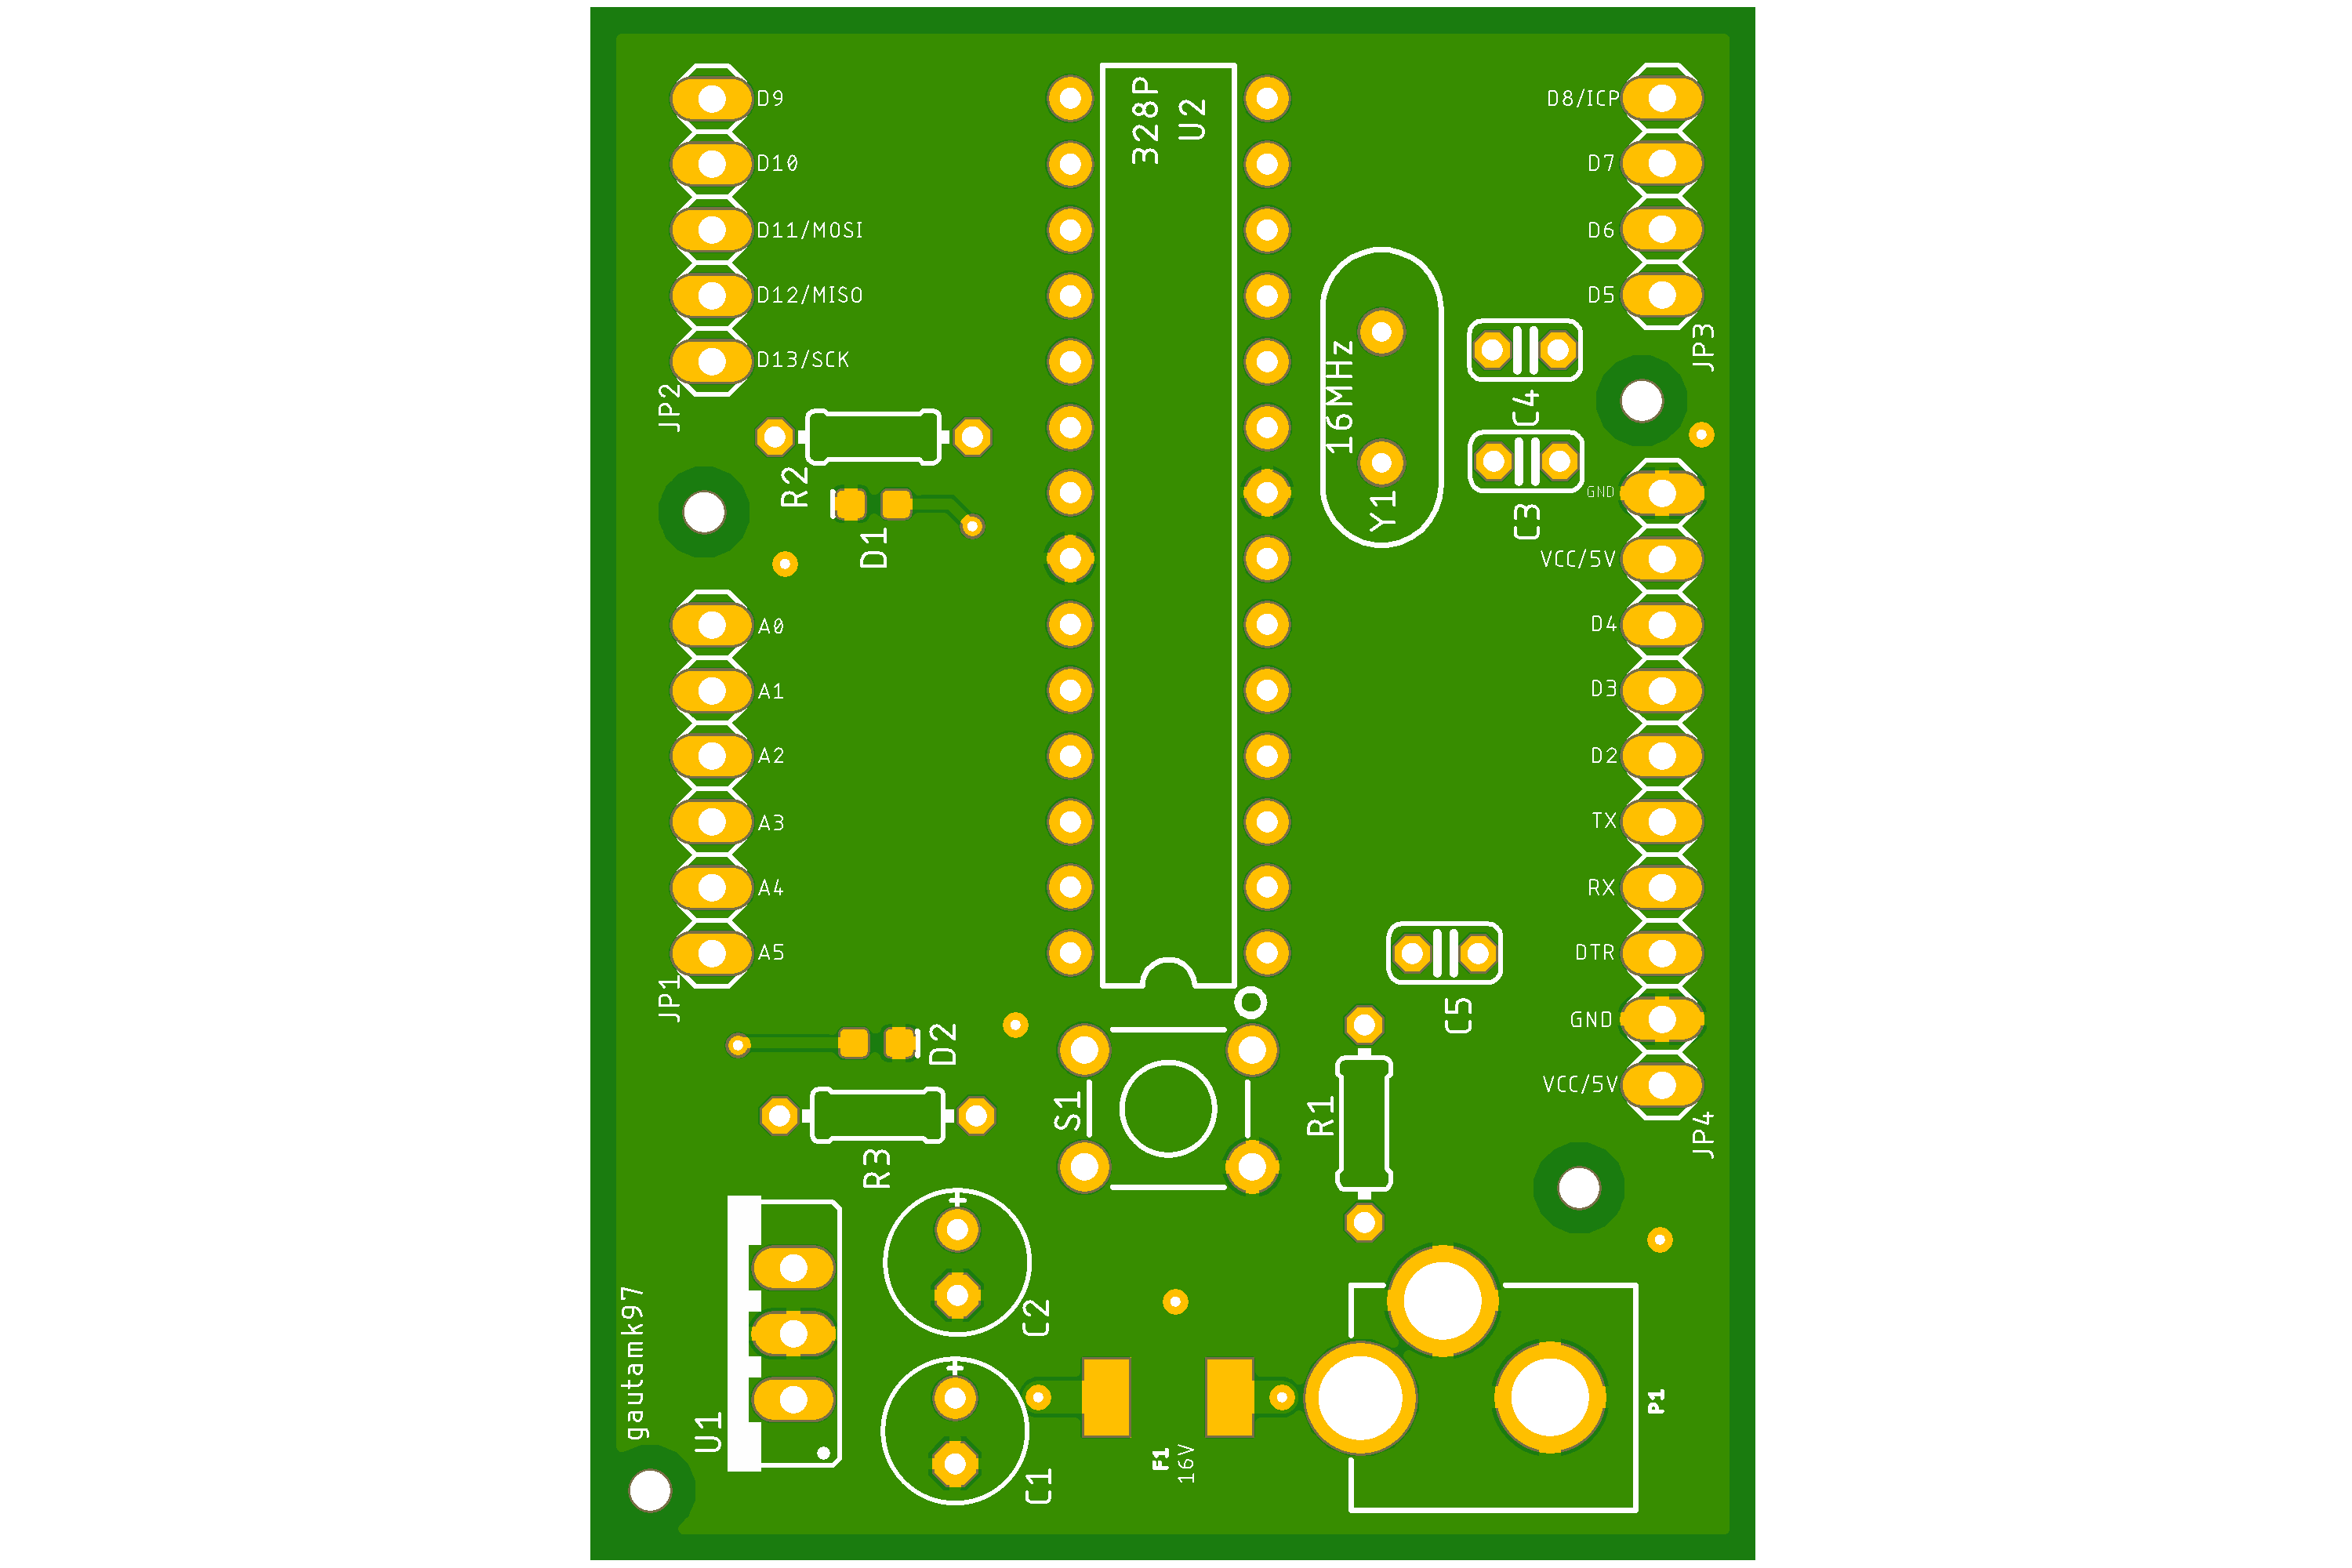 D9
D10
D11/MOSI
D12/MISO
D13/SCK
JP2
328P
U2
D8/ICP
D7
D6
D5
JP3
16MHz
Y1
C4
C3
R2
D1
GND
VCC/5V
D4
D3
D2
TX
RX
DTR
GND
VCC/5V
JP4
A0
A1
A2
A3
A4
A5
JP1
D2
R3
S1
C5
R1
gautamk97
U1
+
C2
+
C1
F1
16V
P1